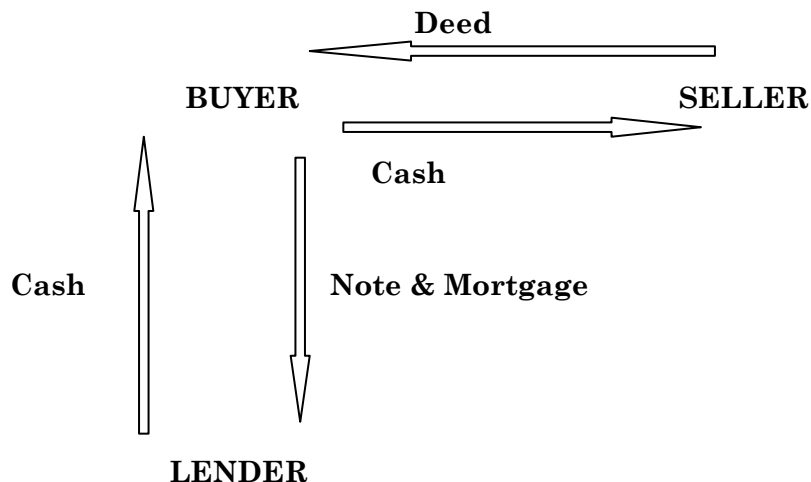 Deed
BUYER SELLER
Cash
Cash Note & Mortgage
LENDER